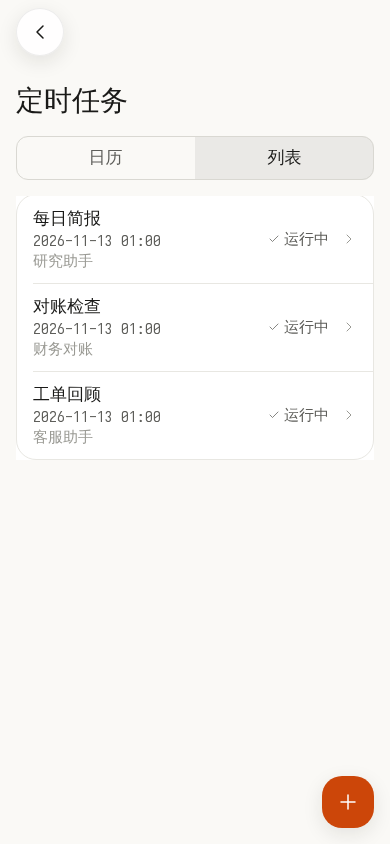 定时任务
日历
列表
每日简报
2026-11-13 01:00
研究助手
运行中
对账检查
2026-11-13 01:00
财务对账
运行中
工单回顾
2026-11-13 01:00
客服助手
运行中